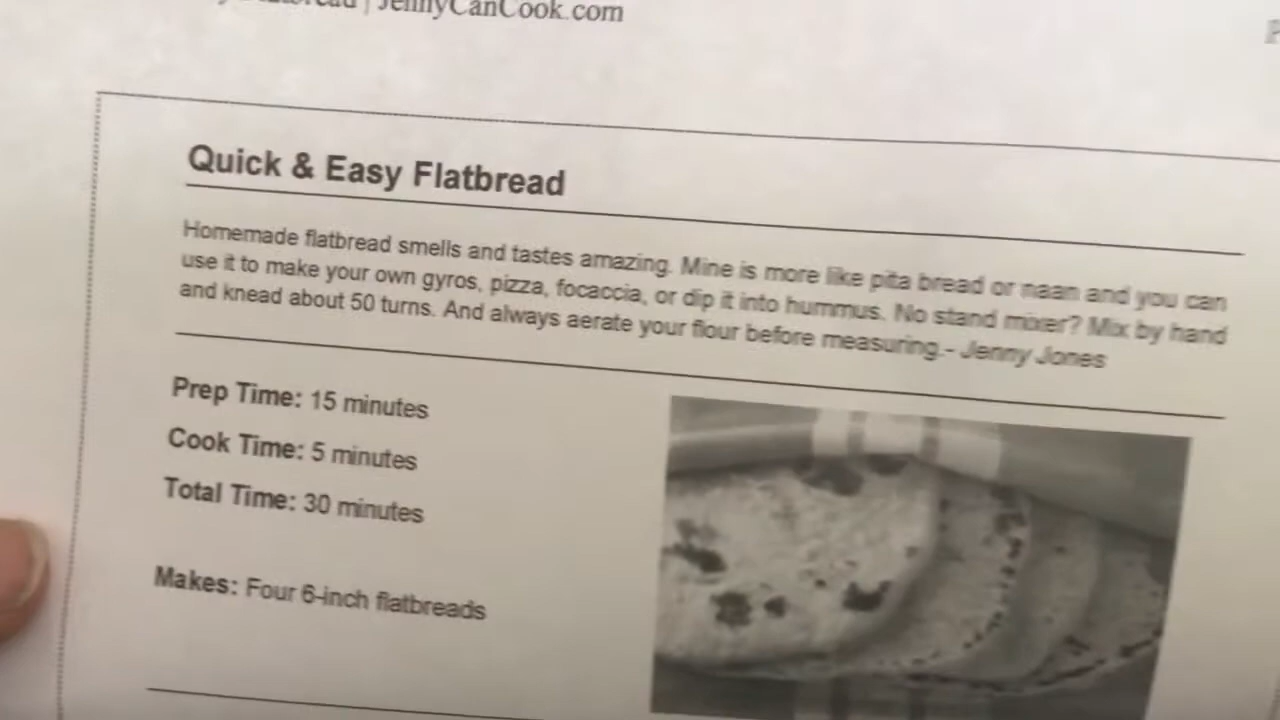 | JennyCanCook.com
Quick & Easy Flatbread
Homemade flatbread smells and tastes amazing. Mine is more like pita bread or naan and you can
use it to make your own gyros, pizza, focaccia, or dip it into hummus. No stand mixer? Mix by hand
and knead about 50 turns. And always aerate your flour before measuring.- Jenny Jones
Prep Time: 15 minutes
Cook Time: 5 minutes
Total Time: 30 minutes
Makes: Four 6-inch flatbreads